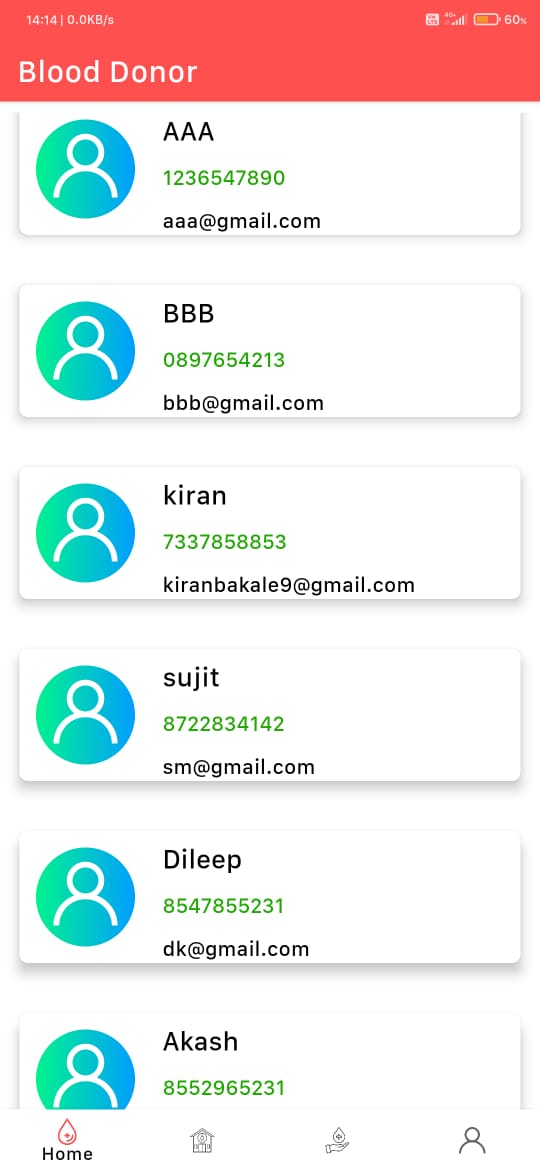 14:14 | 0.0KB/s
4G+
60%
Blood Donor
AAA
1236547890
aaa@gmail.com
BBB
0897654213
bbb@gmail.com
kiran
7337858853
kiranbakale9@gmail.com
sujit
8722834142
sm@gmail.com
Dileep
8547855231
dk@gmail.com
Akash
8552965231
Home